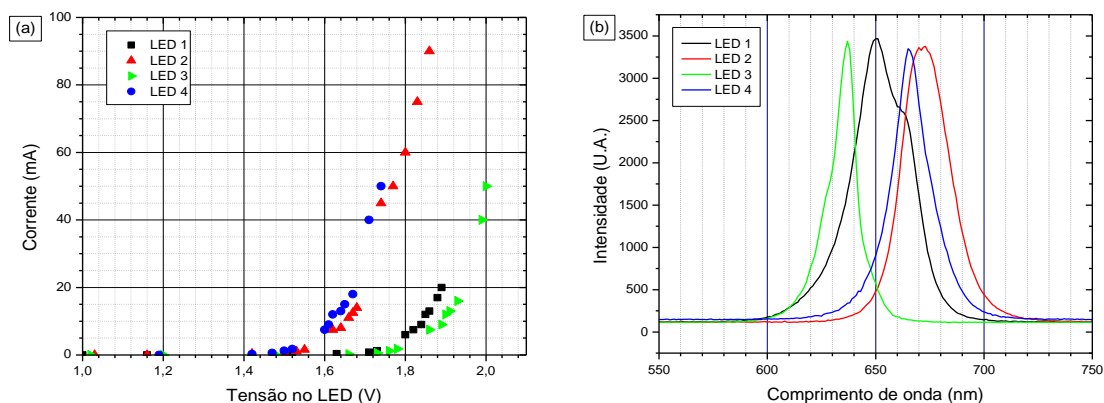 (a)
LED 1
LED 2
LED 3
LED 4
100
80
60
40
20
0
Corrente (mA)
1,0
1,2
1,4
1,6
1,8
2,0
Tensão no LED (V)
(b)
LED 1
LED 2
LED 3
LED 4
3500
3000
2500
2000
1500
1000
500
0
Intensidade (U.A.)
550
600
650
700
750
Comprimento de onda (nm)